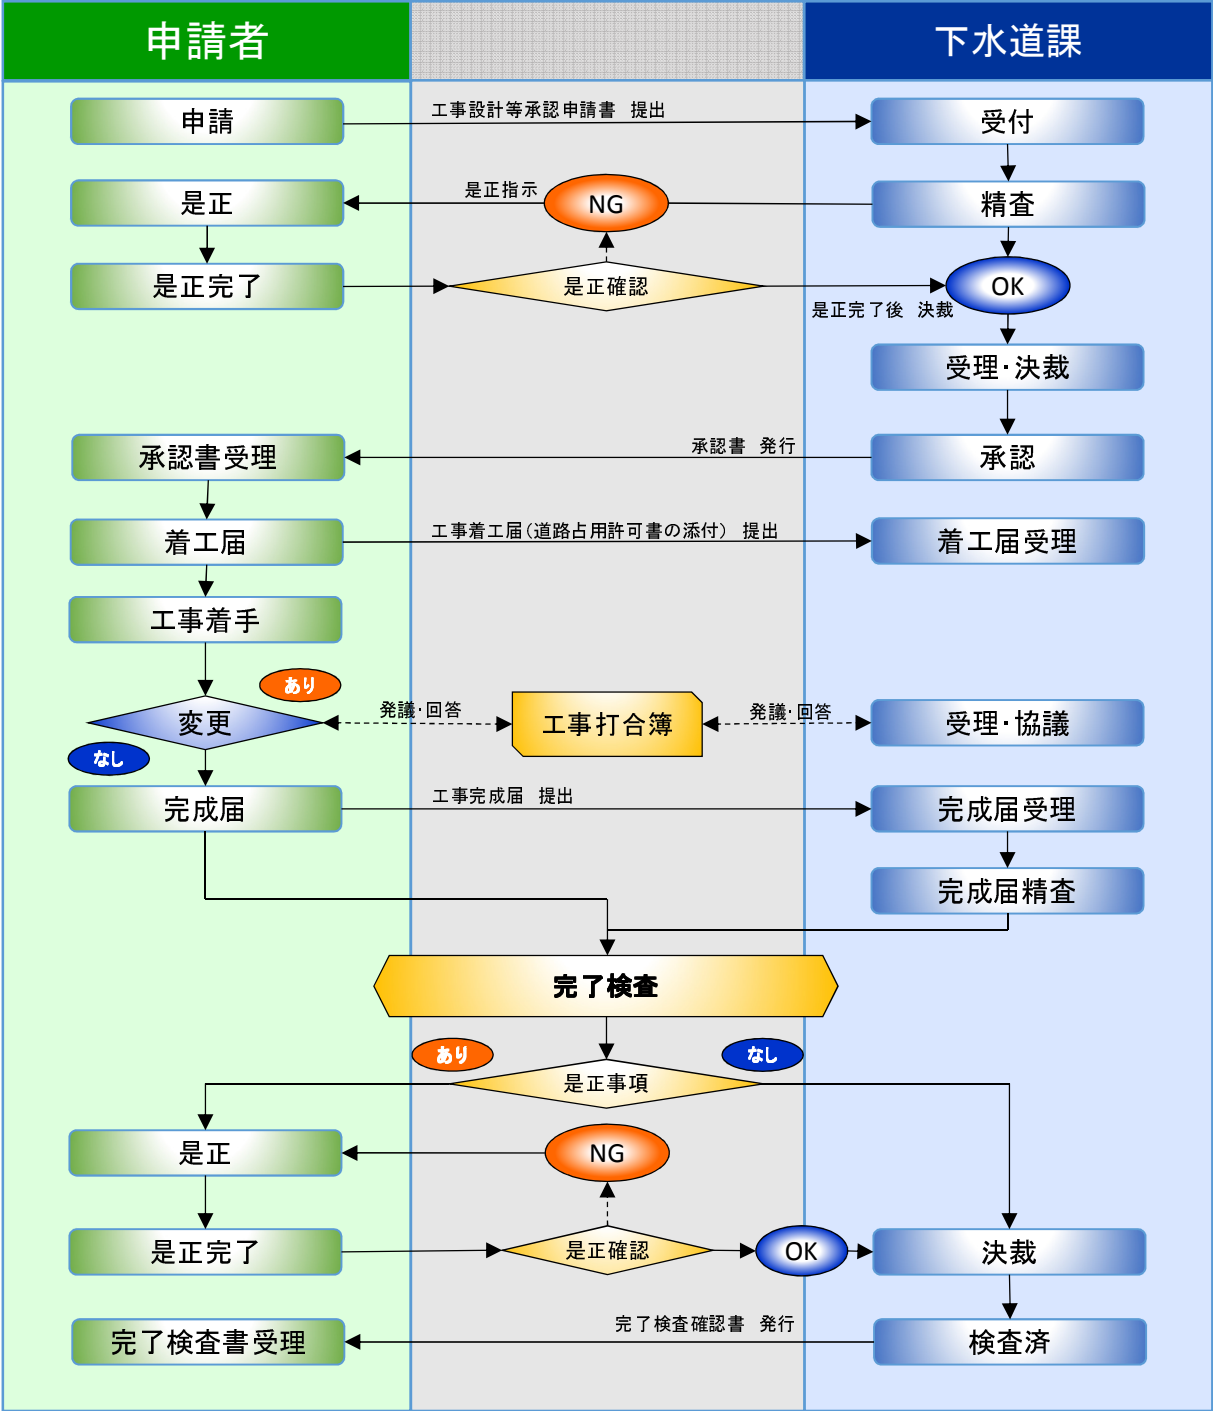 申請者
下水道課
申請
工事設計等承認申請書　提出
受付
是正
是正指示
NG
精査
是正完了
是正確認
OK
是正完了後　決裁
受理・決裁
承認書受理
承認書　発行
承認
着工届
工事着工届(道路占用許可書の添付)　提出
着工届受理
工事着手
あり
変更
発議・回答
工事打合簿
発議・回答
受理・協議
なし
完成届
工事完成届　提出
完成届受理
完成届精査
完了検査
あり
なし
是正事項
是正
NG
是正完了
是正確認
OK
決裁
完了検査書受理
完了検査確認書　発行
検査済